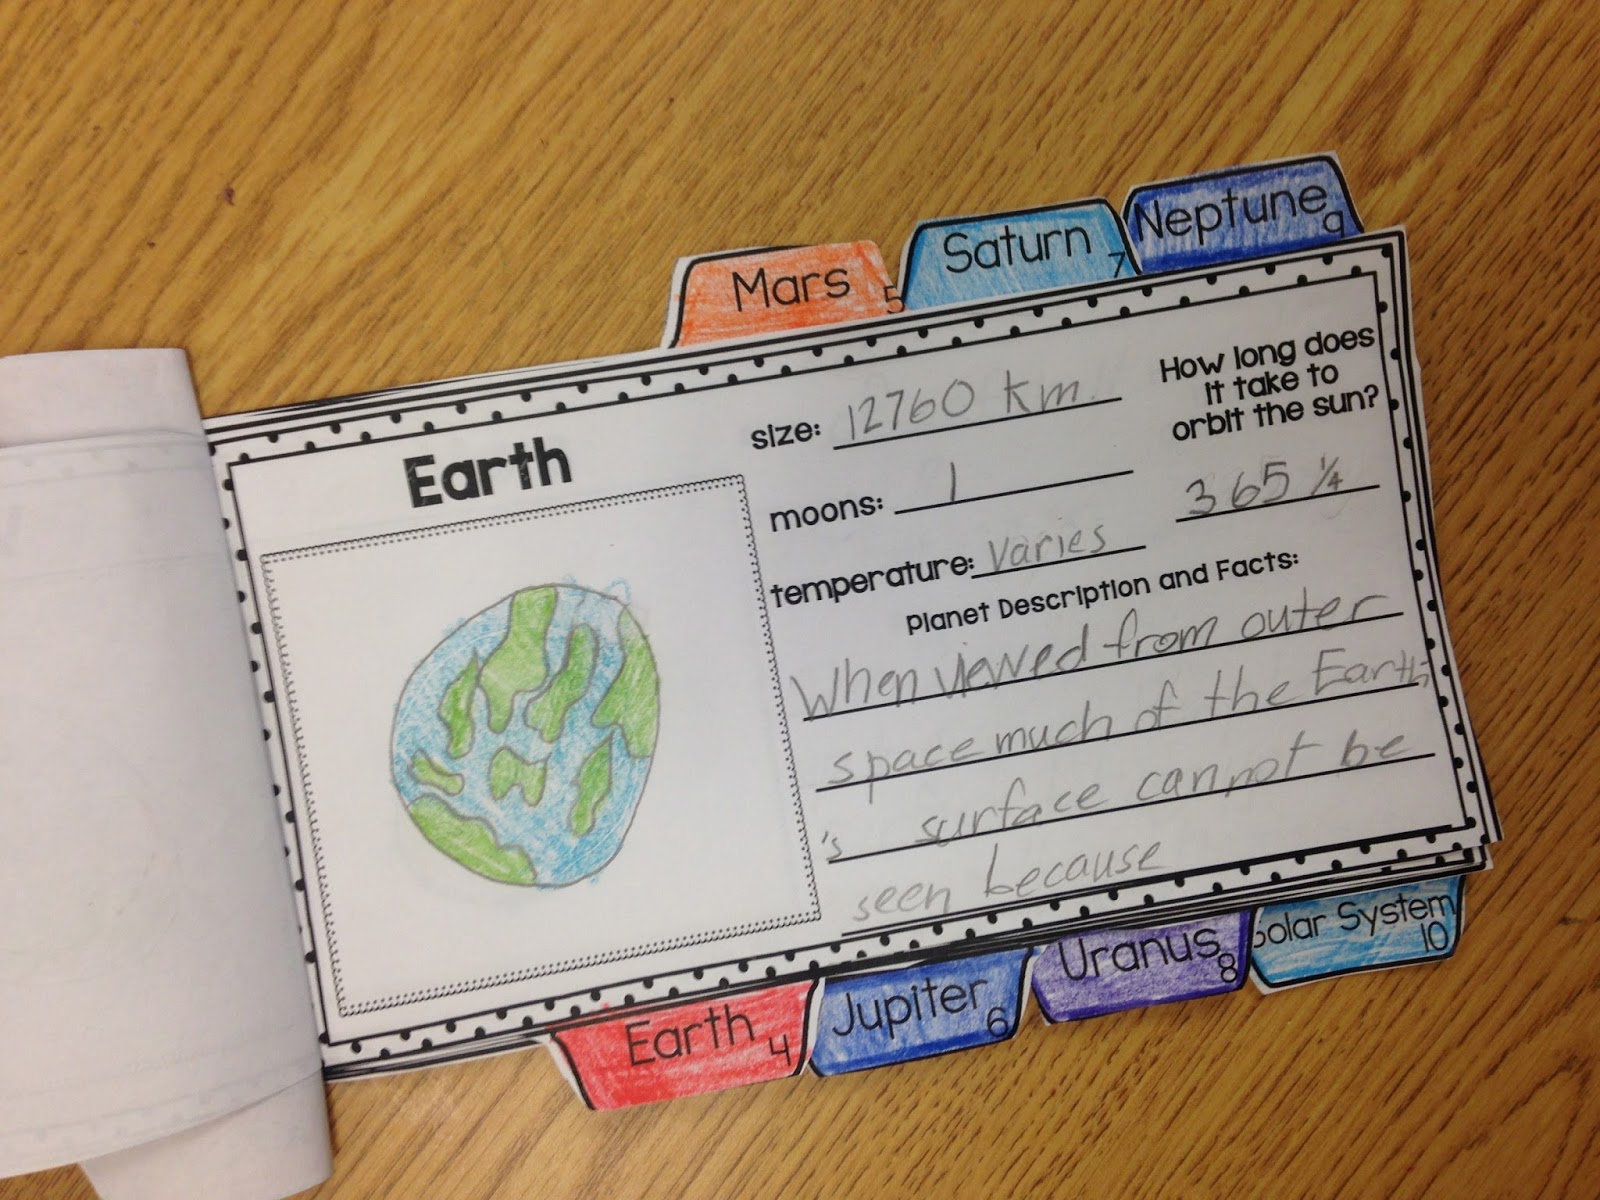 Mars 5
Saturn 7
Neptune 9
Earth
size: 12760 km.
moons: 1
temperature: varies
How long does
it take to
orbit the sun?
365 ¼
Planet Description and Facts:
When viewed from outer
space much of the Earth
's surface cannot be
seen because
Earth 4
Jupiter 6
Uranus 8
Solar System 10